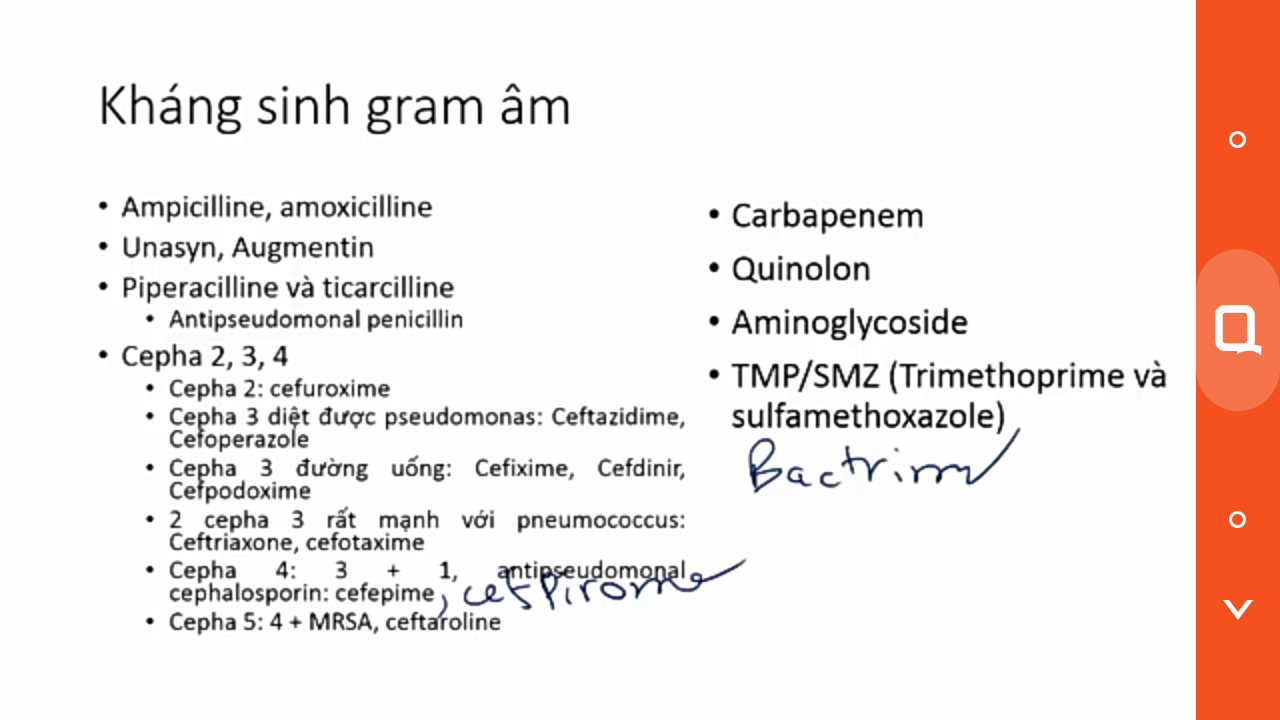 Kháng sinh gram âm
• Ampicilline, amoxicilline
• Unasyn, Augmentin
• Piperacilline và ticarcilline
• Antipseudomonal penicillin
• Cepha 2, 3, 4
• Cepha 2: cefuroxime
• Cepha 3 diệt được pseudomonas: Ceftazidime,
Cefoperazole
• Cepha 3 đường uống: Cefixime, Cefdinir,
Cefpodoxime
• 2 cepha 3 rất mạnh với pneumococcus:
Ceftriaxone, cefotaxime
• Cepha 4: 3 + 1, antipseudomonal
cephalosporin: cefepime, cefpirome
• Cepha 5: 4 + MRSA, ceftaroline
• Carbapenem
• Quinolon
• Aminoglycoside
• TMP/SMZ (Trimethoprime và
sulfamethoxazole)
Bactrim